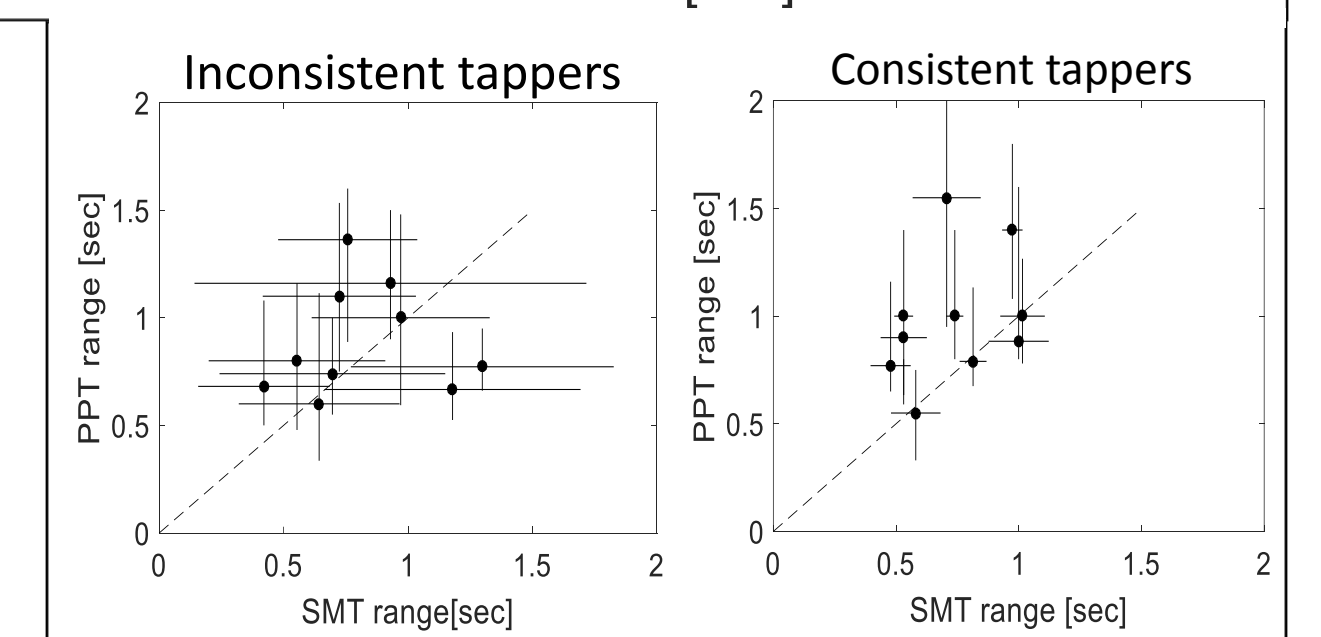 Inconsistent tappers
2
1.5
1
0.5
0
PPT range [sec]
0 0.5 1 1.5 2
SMT range[sec]
Consistent tappers
2
1.5
1
0.5
0
PPT range [sec]
0 0.5 1 1.5 2
SMT range [sec]